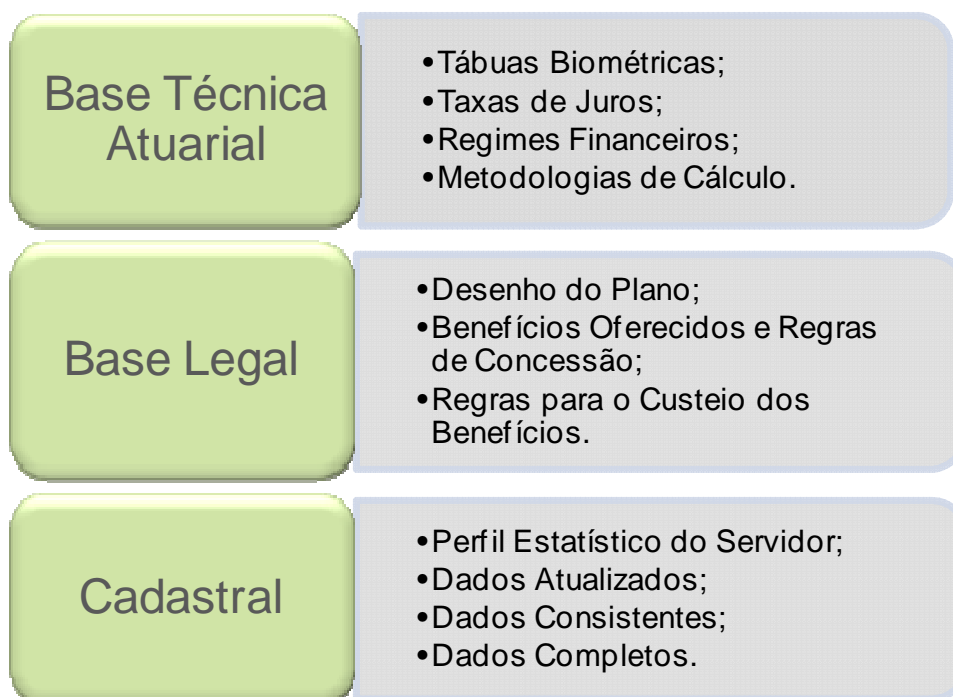 Base Técnica
Atuarial
•Tábuas Biométricas;
•Taxas de Juros;
•Regimes Financeiros;
•Metodologias de Cálculo.
Base Legal
•Desenho do Plano;
•Benefícios Oferecidos e Regras
de Concessão;
•Regras para o Custeio dos
Benefícios.
Cadastral
•Perfil Estatístico do Servidor;
•Dados Atualizados;
•Dados Consistentes;
•Dados Completos.